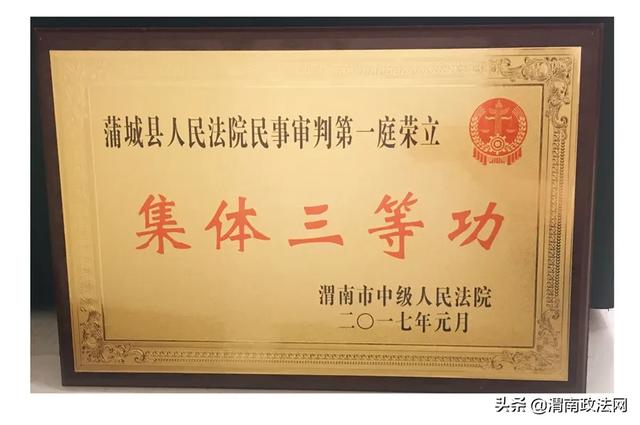 蒲城县人民法院民事审判第一庭荣立
集体三等功
渭南市中级人民法院
二〇一七年元月
头条@渭南政法网